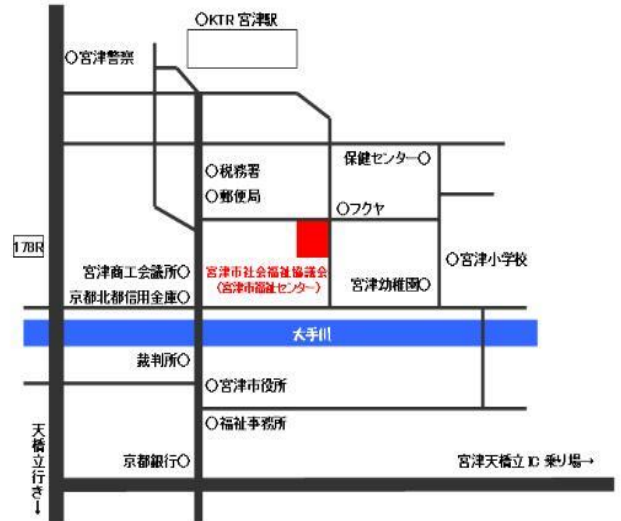 ○KTR 宮津駅
○宮津警察
保健センター○
○税務署
○郵便局
○フクヤ
178R
○宮津小学校
宮津商工会議所○
宮津市社会福祉協議会
(宮津市福祉センター)
宮津幼稚園○
京都北都信用金庫○
大手川
裁判所○
○宮津市役所
○福祉事務所
天橋立行き→
京都銀行○
宮津天橋立 IC 乗り場→